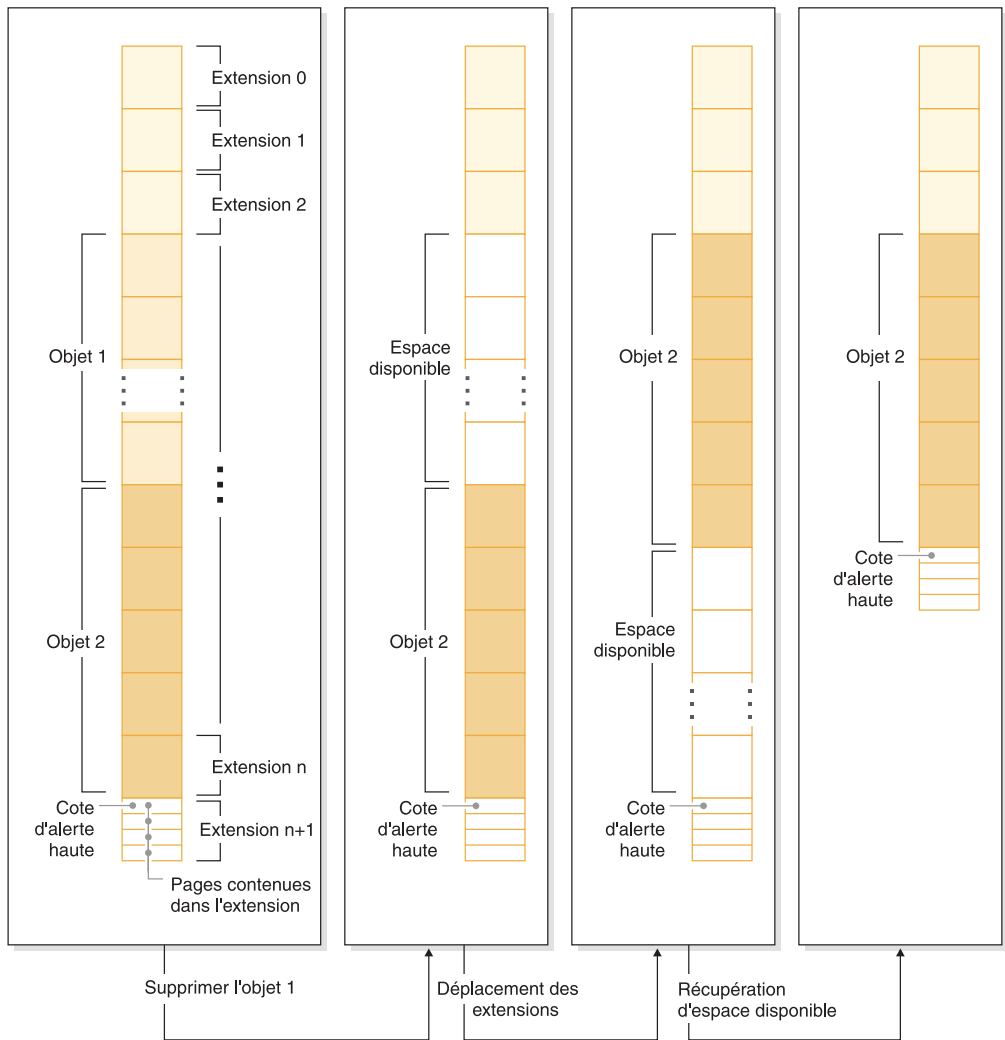 Extension 0
Extension 1
Extension 2
Objet 1
Objet 2
Extension n
Cote
d'alerte
haute
Extension n+1
Pages contenues
dans l'extension
Espace
disponible
Objet 2
Cote
d'alerte
haute
Objet 2
Espace
disponible
Cote
d'alerte
haute
Objet 2
Cote
d'alerte
haute
Supprimer l'objet 1
Déplacement des
extensions
Récupération
d'espace disponible